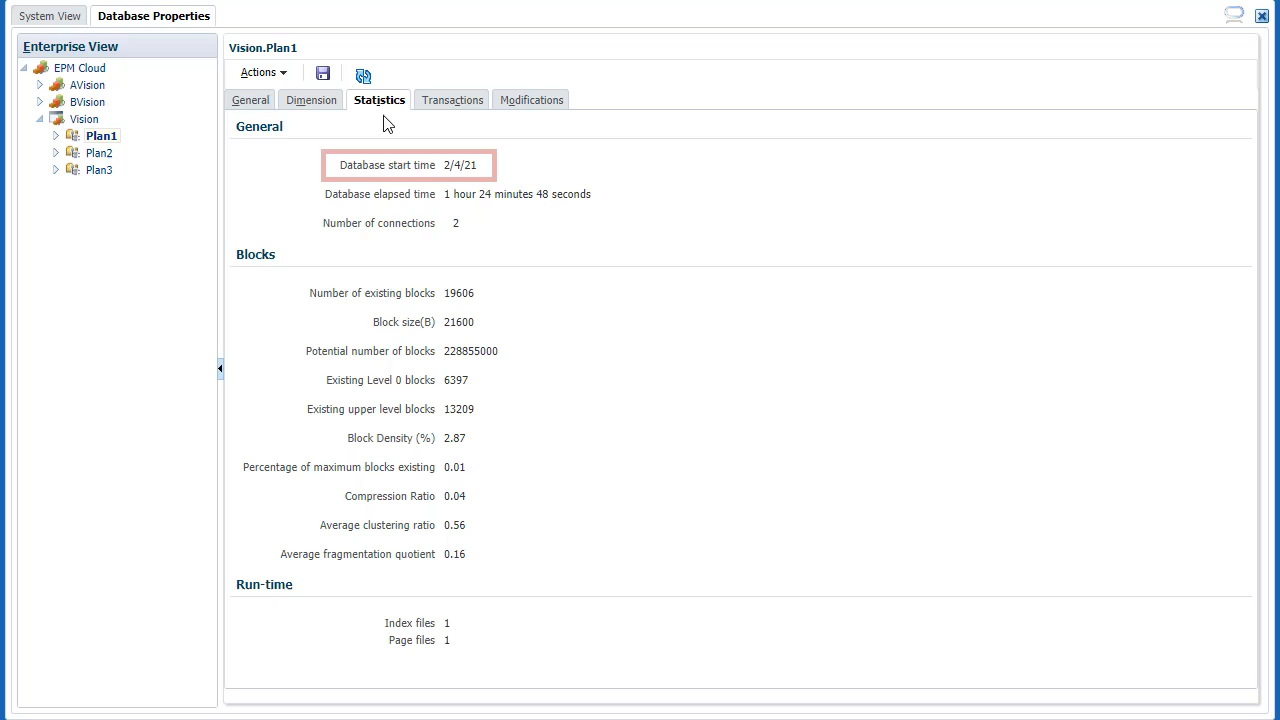 System View Database Properties
Enterprise View
EPM Cloud
AVision
BVision
Vision
Plan1
Plan2
Plan3
Vision.Plan1
Actions
General Dimension Statistics Transactions Modifications
General
Database start time 2/4/21
Database elapsed time 1 hour 24 minutes 48 seconds
Number of connections 2
Blocks
Number of existing blocks 19606
Block size(B) 21600
Potential number of blocks 228855000
Existing Level 0 blocks 6397
Existing upper level blocks 13209
Block Density (%) 2.87
Percentage of maximum blocks existing 0.01
Compression Ratio 0.04
Average clustering ratio 0.56
Average fragmentation quotient 0.16
Run-time
Index files 1
Page files 1